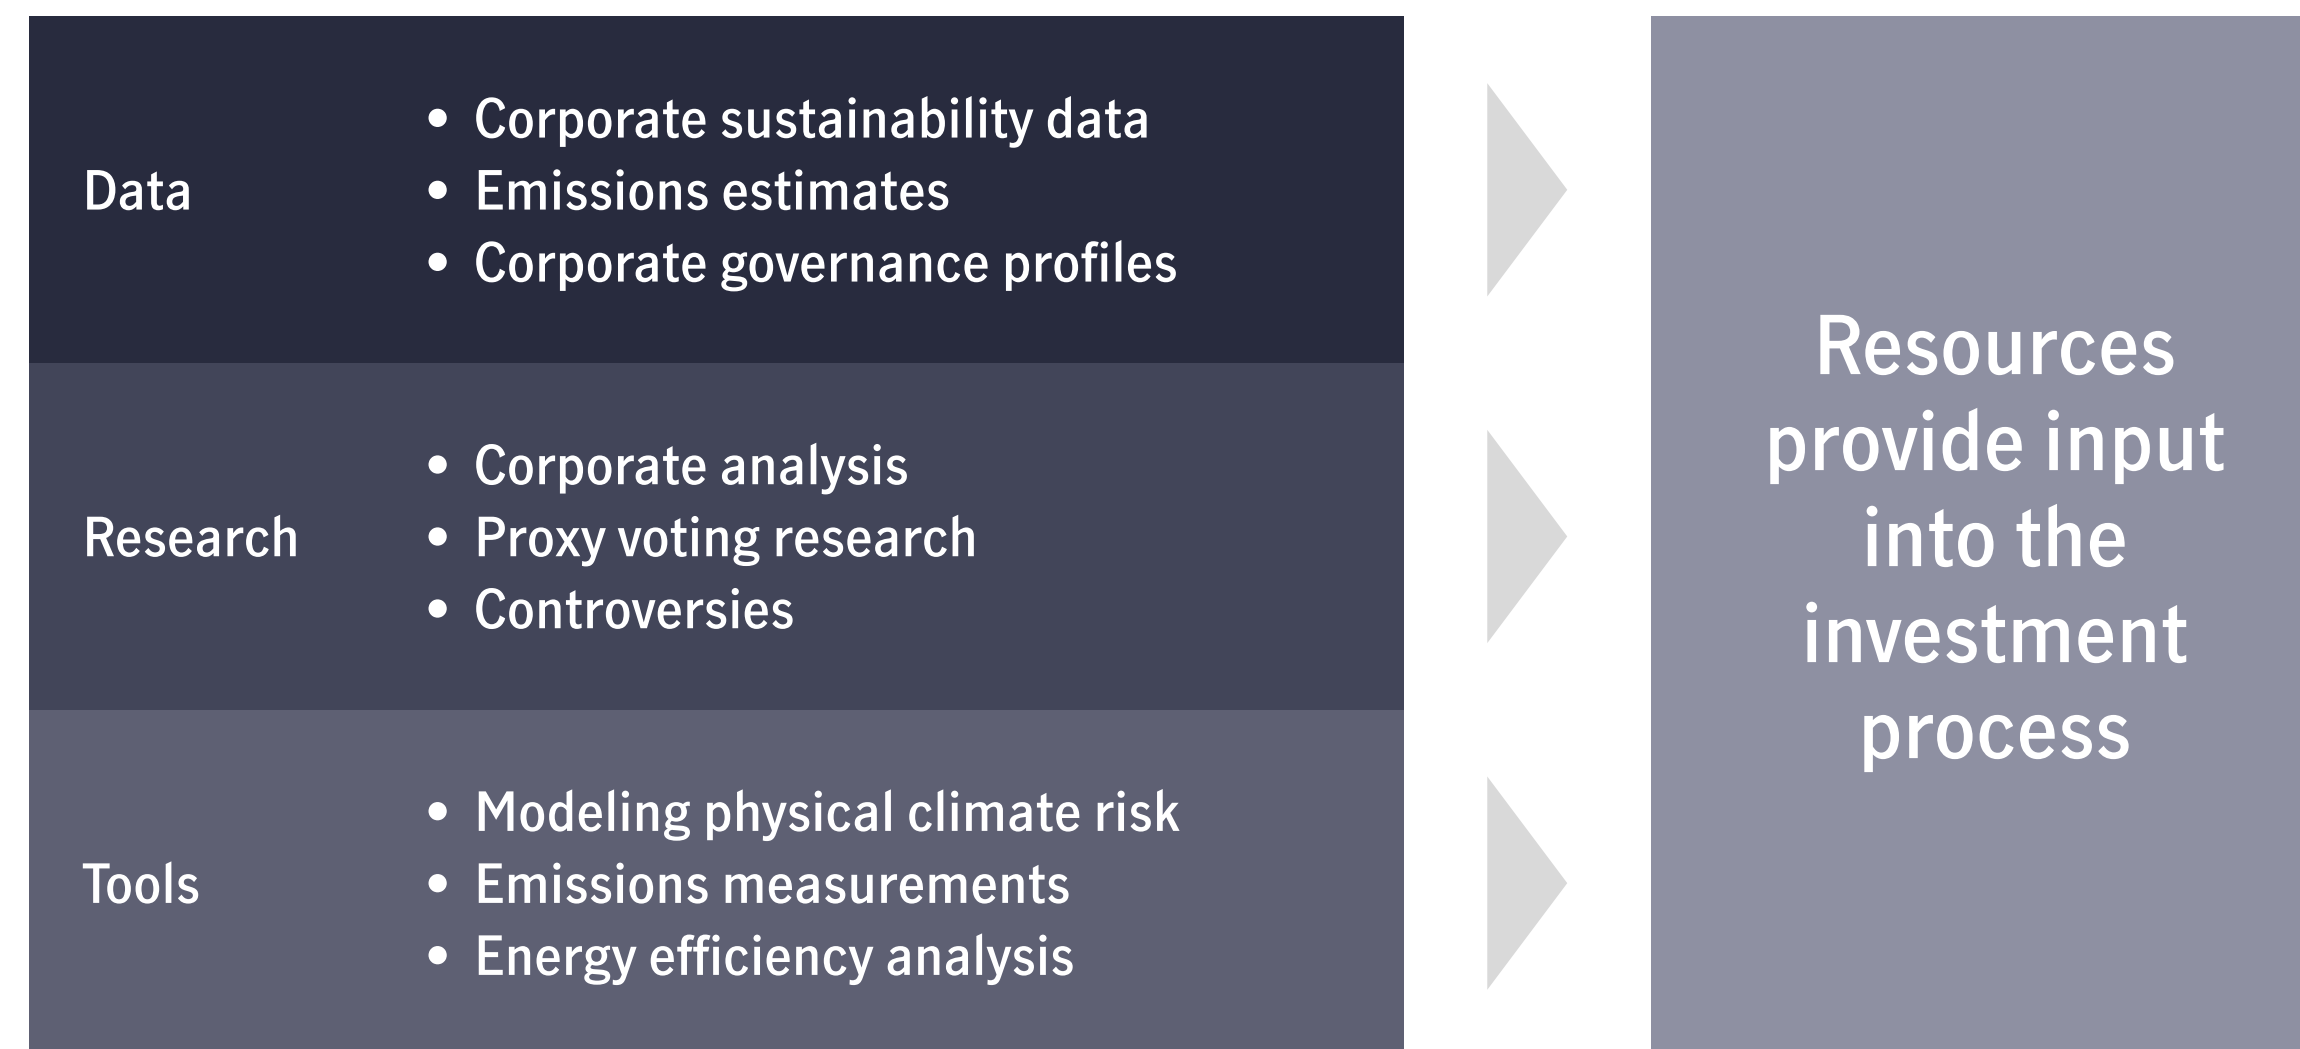 Data
• Corporate sustainability data
• Emissions estimates
• Corporate governance profiles
Research
• Corporate analysis
• Proxy voting research
• Controversies
Tools
• Modeling physical climate risk
• Emissions measurements
• Energy efficiency analysis
Resources
provide input
into the
investment
process